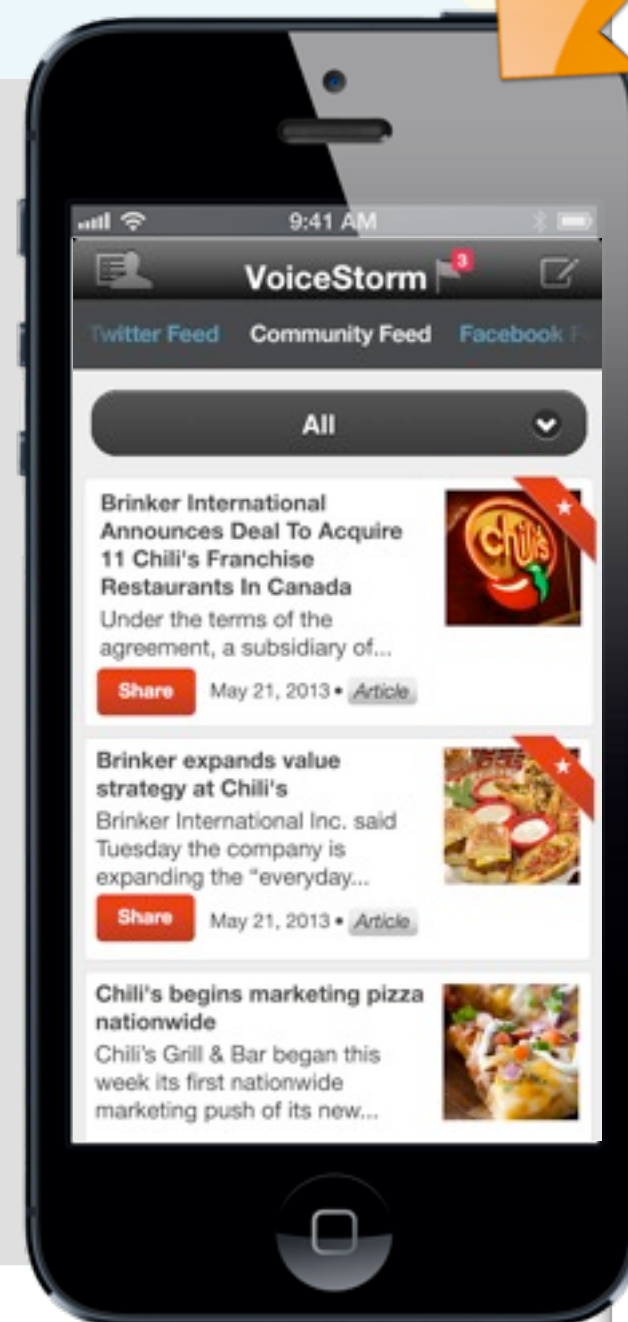 9:41 AM
VoiceStorm
3
Twitter Feed Community Feed Facebook F
All
Brinker International
Announces Deal To Acquire
11 Chili's Franchise
Restaurants In Canada
Under the terms of the
agreement, a subsidiary of...
Share May 21, 2013 • Article
chili's
Brinker expands value
strategy at Chili's
Brinker International Inc. said
Tuesday the company is
expanding the "everyday...
Share May 21, 2013 • Article
Chili's begins marketing pizza
nationwide
Chili's Grill & Bar began this
week its first nationwide
marketing push of its new...